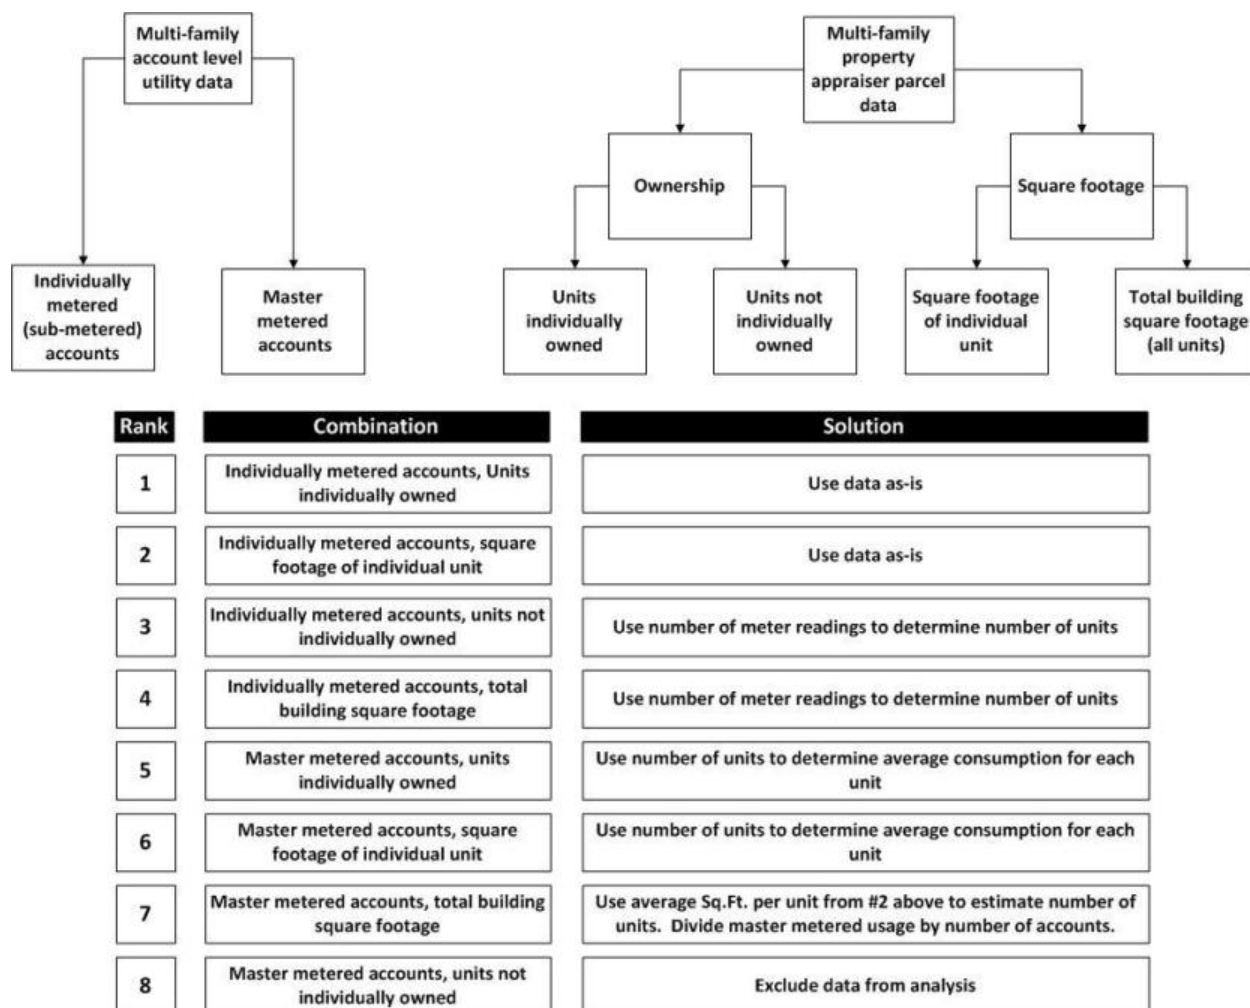 Multi-family
account level
utility data
Multi-family
property
appraiser parcel
data
Ownership
Square footage
Individually
metered
(sub-metered)
accounts
Master
metered
accounts
Units
individually
owned
Units not
individually
owned
Square footage
of individual
unit
Total building
square footage
(all units)
Rank
Combination
Solution
1
Individually metered accounts, Units
individually owned
Use data as-is
2
Individually metered accounts, square
footage of individual unit
Use data as-is
3
Individually metered accounts, units not
individually owned
Use number of meter readings to determine number of units
4
Individually metered accounts, total
building square footage
Use number of meter readings to determine number of units
5
Master metered accounts, units
individually owned
Use number of units to determine average consumption for each
unit
6
Master metered accounts, square
footage of individual unit
Use number of units to determine average consumption for each
unit
7
Master metered accounts, total building
square footage
Use average Sq.Ft. per unit from #2 above to estimate number of
units. Divide master metered usage by number of accounts.
8
Master metered accounts, units not
individually owned
Exclude data from analysis